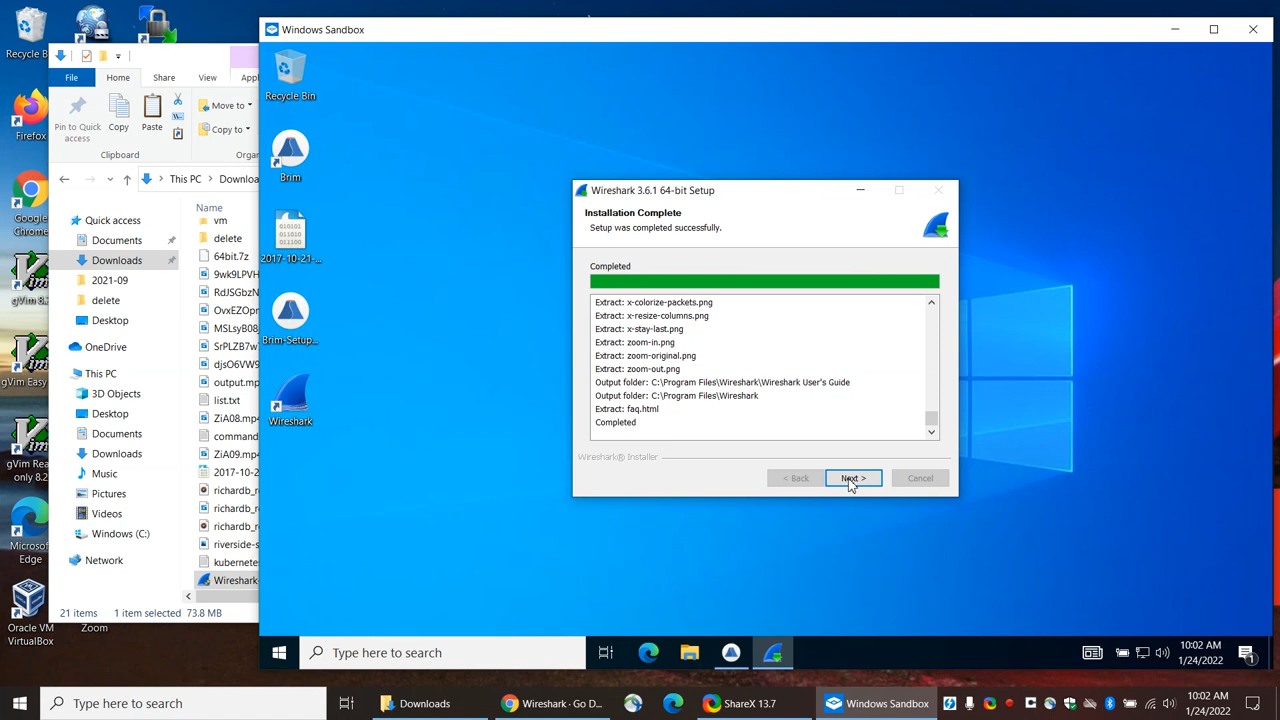 Recycle B
Firefox
Google
Chrome
gVim 8.
gVim Easy
gVim Rea
only 8.2
Microsoft
Edge
Oracle VM
VirtualBox
Zoom
File
Home
Share
View
Appl
Pin to Quick
access
Copy
Paste
Move to
Copy to
Clipboard
Organ
This PC
Downloa
Quick access
Documents
Downloads
2021-09
delete
Desktop
OneDrive
This PC
3D Objects
Desktop
Documents
Downloads
Music
Pictures
Videos
Windows (C:)
Network
Name
vm
delete
64bit.7z
9wk9LPVH
RdJSGBzN
OvxEZOpr
MSLsyB08
SrPLZB7w
djsO6VW9
output.mp
list.txt
ZiA08.mp4
command
ZiA09.mp4
2017-10-2
richardb_r
richardb_r
richardb_r
riverside-s
kubernete
Wireshark
21 items
1 item selected
73.8 MB
Windows Sandbox
Recycle Bin
Brim
2017-10-21-...
Brim-Setup...
Wireshark
Wireshark 3.6.1 64-bit Setup
Installation Complete
Setup was completed successfully.
Completed
Extract: x-colorize-packets.png
Extract: x-resize-columns.png
Extract: x-stay-last.png
Extract: zoom-in.png
Extract: zoom-original.png
Extract: zoom-out.png
Output folder: C:\Program Files\Wireshark\Wireshark User's Guide
Output folder: C:\Program Files\Wireshark
Extract: faq.html
Completed
Wireshark® Installer
< Back
Next >
Cancel
Type here to search
10:02 AM
1/24/2022
1
Type here to search
Downloads
Wireshark · Go D...
ShareX 13.7
Windows Sandbox
10:02 AM
1/24/2022